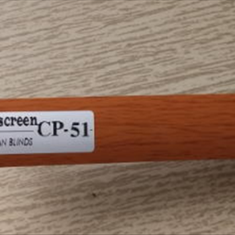 screen CP-51
AN BLINDS